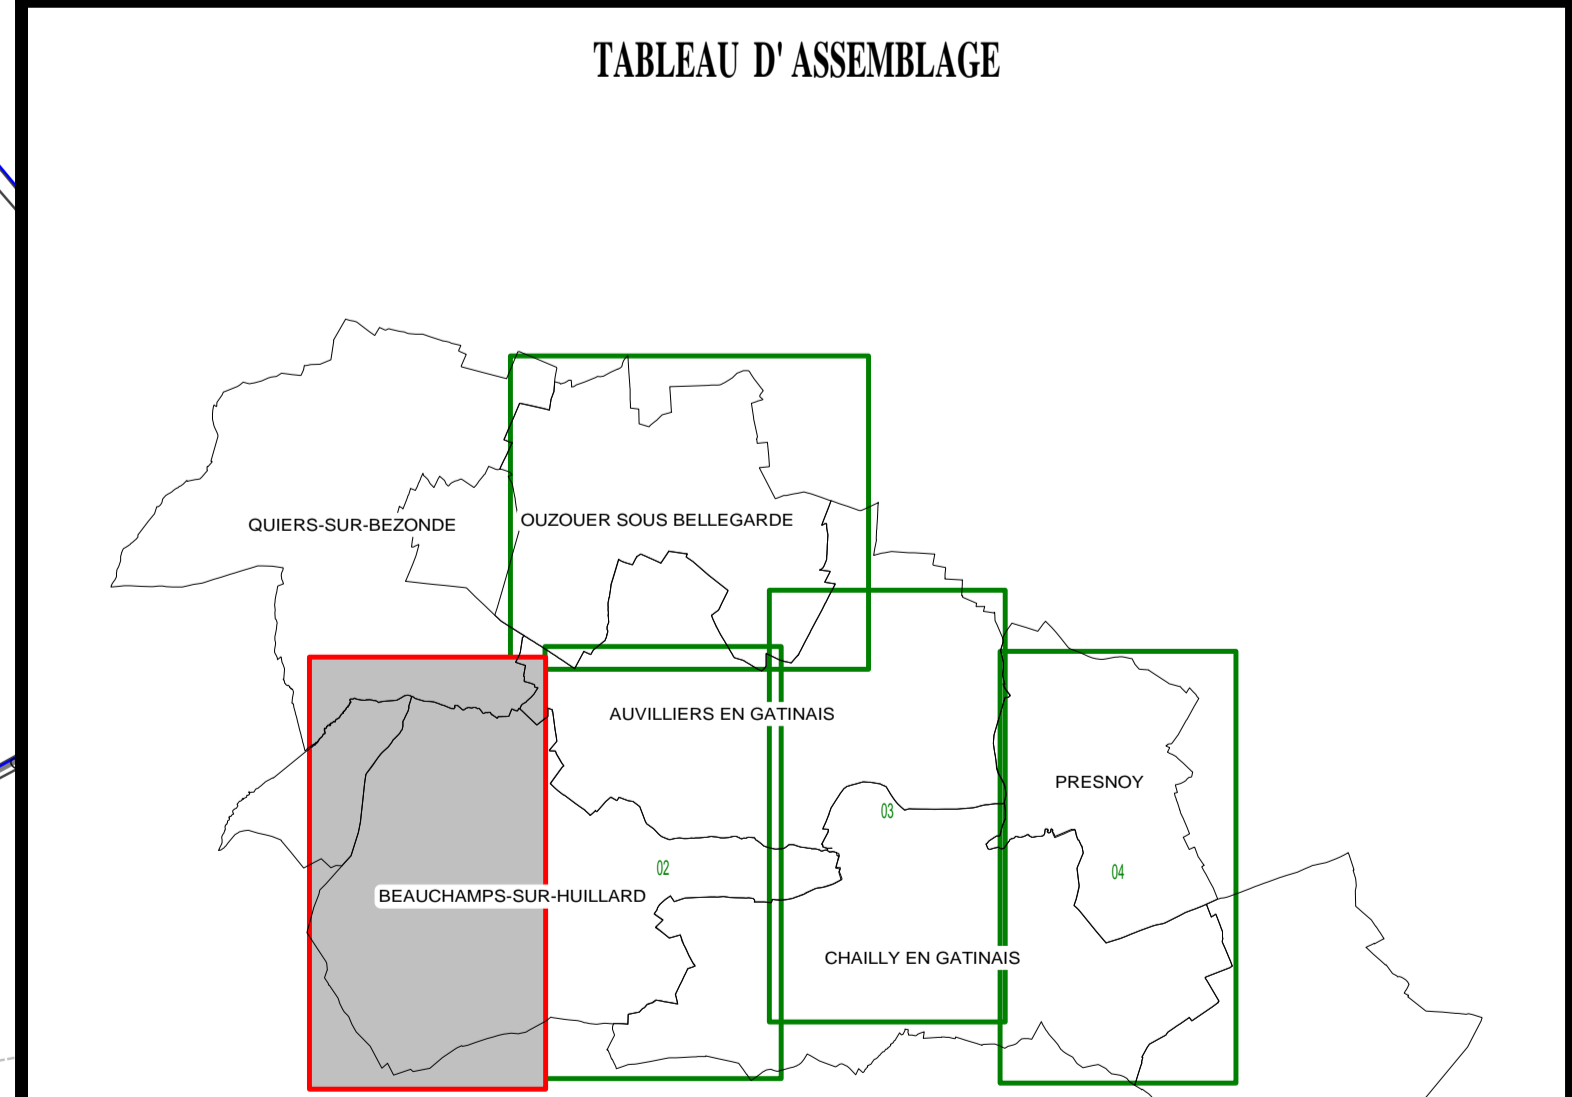 TABLEAU D' ASSEMBLAGE
QUIERS-SUR-BEZONDE
OUZOUER SOUS BELLEGARDE
AUVILLIERS EN GATINAIS
PRESNOY
03
02
04
BEAUCHAMPS-SUR-HUILLARD
CHAILLY EN GATINAIS